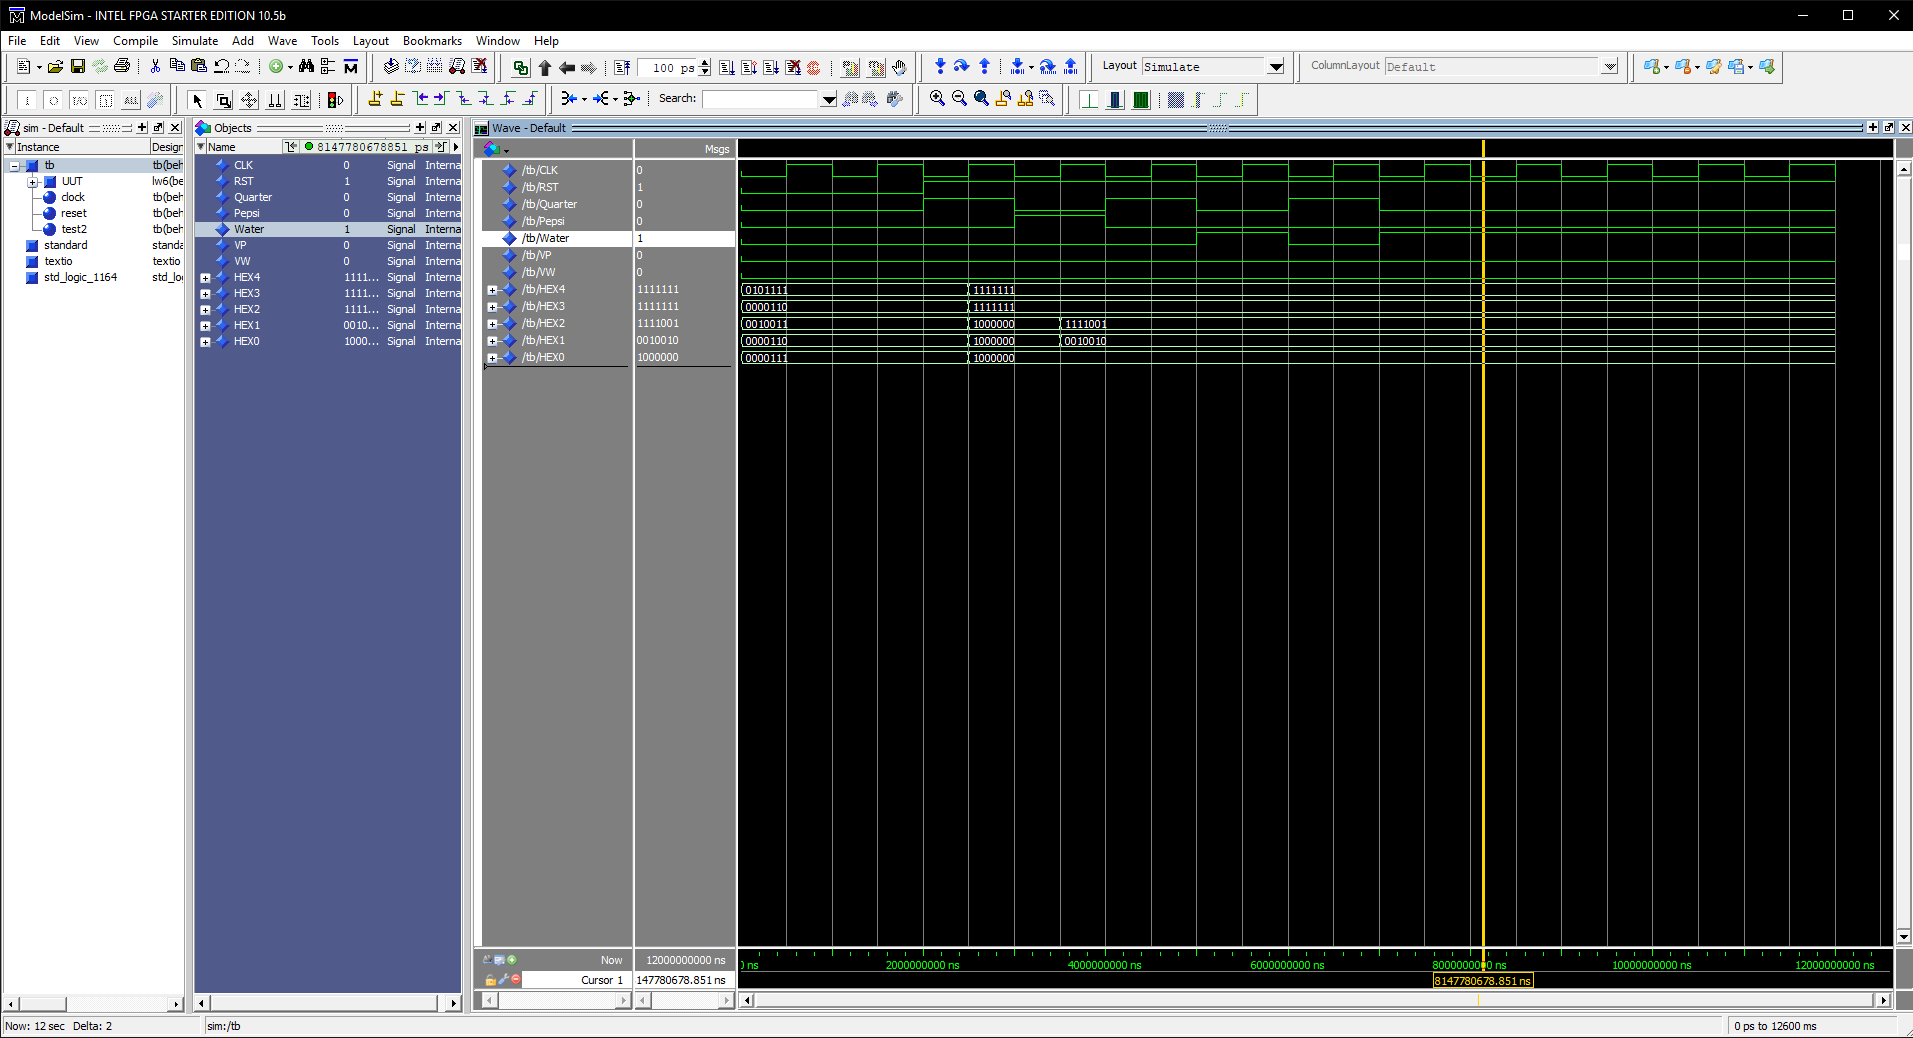 ModelSim - INTEL FPGA STARTER EDITION 10.5b
File Edit View Compile Simulate Add Wave Tools Layout Bookmarks Window Help
100 ps
Layout Simulate
ColumnLayout Default
Search:
sim - Default
Instance Design
tb tb(beh
UUT lw6(be
clock tb(beh
reset tb(beh
test2 tb(beh
standard standa
textio textio
std_logic_1164 std_lo
Objects
Name 8147780678851 ps
CLK 0 Signal Interna
RST 1 Signal Interna
Quarter 0 Signal Interna
Pepsi 0 Signal Interna
Water 1 Signal Interna
VP 0 Signal Interna
VW 0 Signal Interna
HEX4 1111... Signal Interna
HEX3 1111... Signal Interna
HEX2 1111... Signal Interna
HEX1 0010... Signal Interna
HEX0 1000... Signal Interna
Wave - Default
Msgs
/tb/CLK 0
/tb/RST 1
/tb/Quarter 0
/tb/Pepsi 0
/tb/Water 1
/tb/VP 0
/tb/VW 0
/tb/HEX4 1111111 0101111 1111111
/tb/HEX3 1111111 0000110 1111111
/tb/HEX2 1111001 0010011 1000000 1111001
/tb/HEX1 0010010 0000110 1000000 0010010
/tb/HEX0 1000000 0000111 1000000
Now 12000000000 ns
ns 2000000000 ns 4000000000 ns 6000000000 ns 10000000000 ns 12000000000 ns
Cursor 1 147780678.851 ns
8147780678.851 ns
Now: 12 sec Delta: 2
sim:/tb
0 ps to 12600 ms